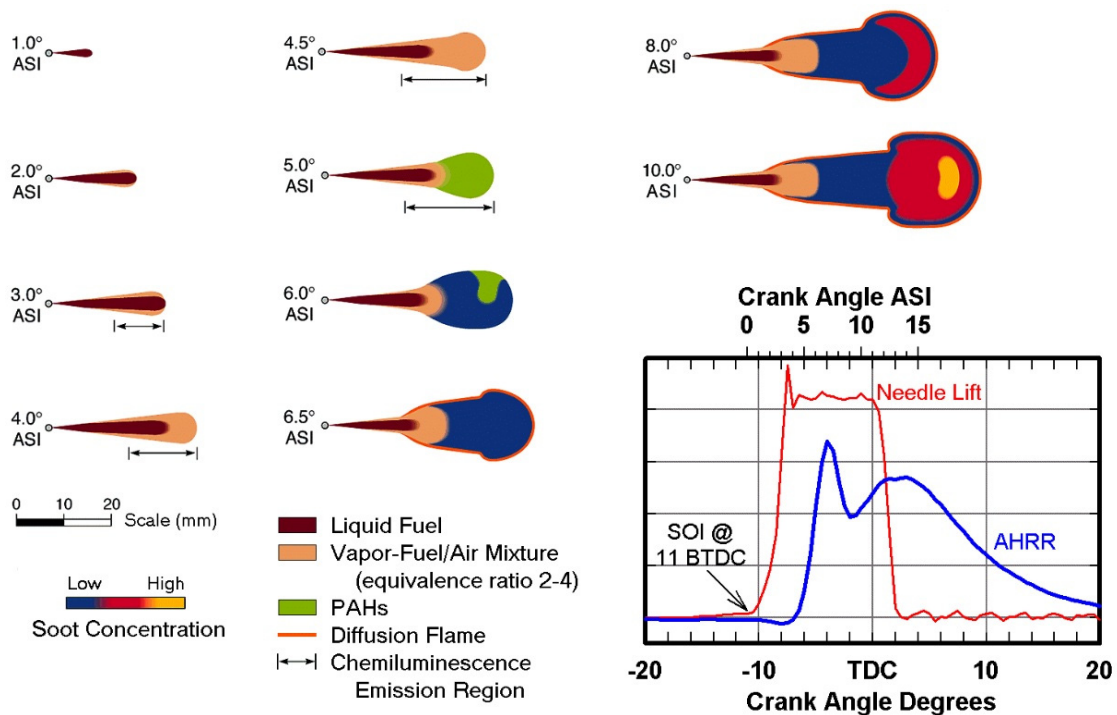 1.0°
ASI
2.0°
ASI
3.0°
ASI
4.0°
ASI
0 10 20
Scale (mm)
Low High
Soot Concentration
4.5°
ASI
5.0°
ASI
6.0°
ASI
6.5°
ASI
Liquid Fuel
Vapor-Fuel/Air Mixture
(equivalence ratio 2-4)
PAHs
Diffusion Flame
Chemiluminescence
Emission Region
8.0°
ASI
10.0°
ASI
Crank Angle ASI
0 5 10 15
Needle Lift
SOI @
11 BTDC
AHRR
-20 -10 TDC 10 20
Crank Angle Degrees